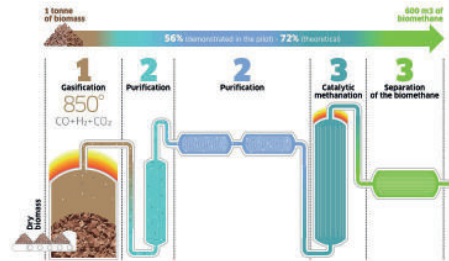 1 tonne
of biomass
600 m3 of
biomethane
56% (demonstrated in the pilot) - 72% (theoretical)
1
Gasification
850°
CO+H₂+CO₂
2
Purification
2
Purification
3
Catalytic
methanation
3
Separation
of the biomethane
Dry
biomass